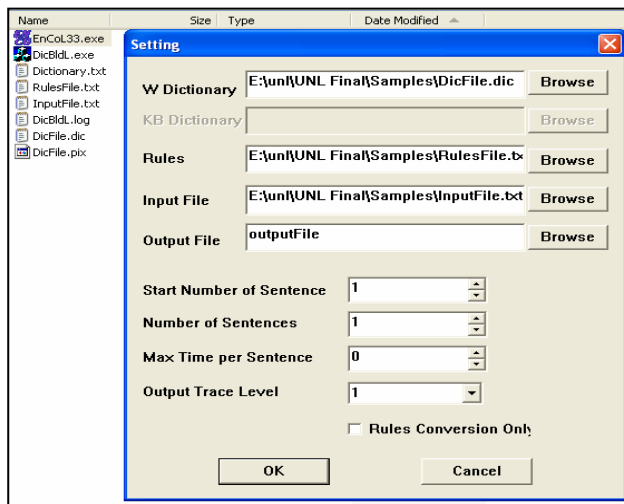 Name Size Type Date Modified
EnCoL33.exe
DicBldL.exe
Dictionary.txt
RulesFile.txt
InputFile.txt
DicBldL.log
DicFile.dic
DicFile.pix
Setting
W Dictionary E:\unl\UNL Final\Samples\DicFile.dic Browse
KB Dictionary Browse
Rules E:\unl\UNL Final\Samples\RulesFile.tx Browse
Input File E:\unl\UNL Final\Samples\InputFile.txt Browse
Output File outputFile Browse
Start Number of Sentence 1
Number of Sentences 1
Max Time per Sentence 0
Output Trace Level 1
Rules Conversion Only
OK Cancel